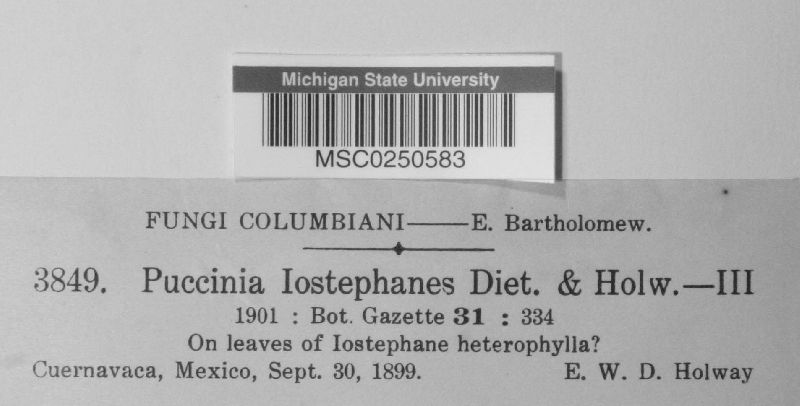 Michigan State University
MSC0250583
FUNGI COLUMBIANI——E. Bartholomew.
3849. Puccinia Iostephanes Diet. & Holw.—III
1901 : Bot. Gazette 31 : 334
On leaves of Iostephane heterophylla?
Cuernavaca, Mexico, Sept. 30, 1899. E. W. D. Holway